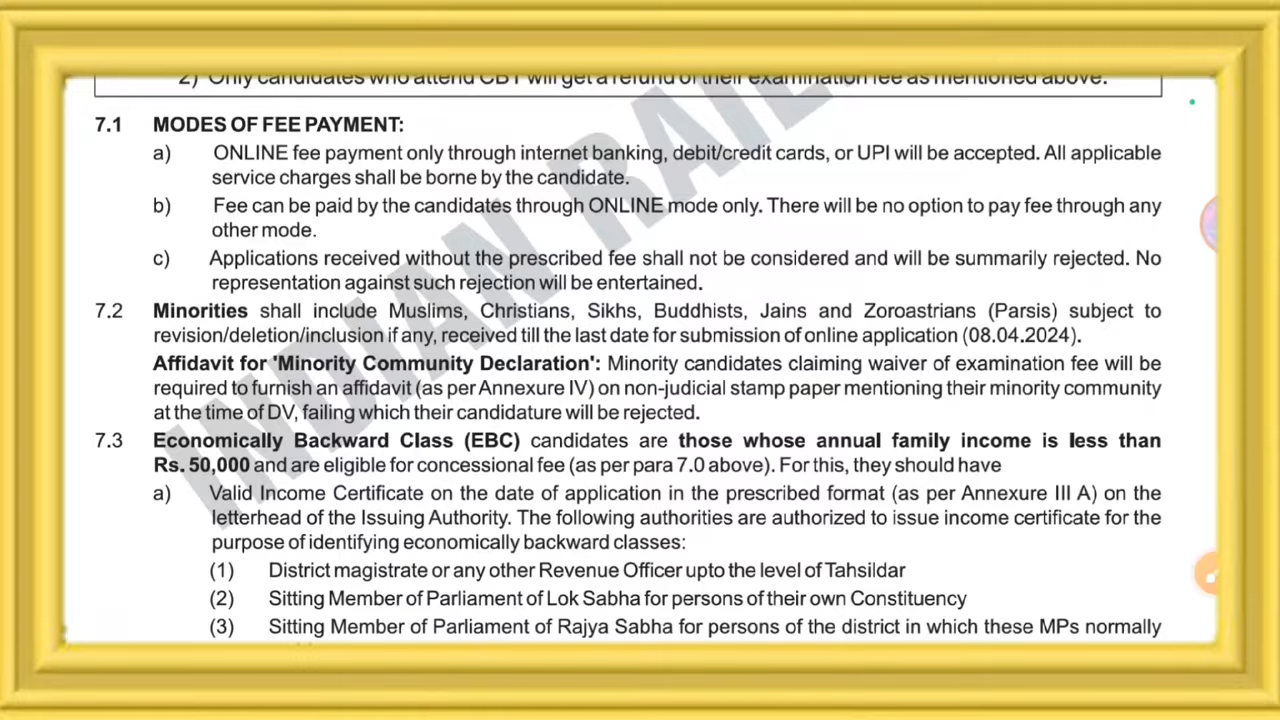 2) Only candidates who attend CBT will get a refund of their examination fee as mentioned above.
7.1 MODES OF FEE PAYMENT:
a) ONLINE fee payment only through internet banking, debit/credit cards, or UPI will be accepted. All applicable
service charges shall be borne by the candidate.
b) Fee can be paid by the candidates through ONLINE mode only. There will be no option to pay fee through any
other mode.
c) Applications received without the prescribed fee shall not be considered and will be summarily rejected. No
representation against such rejection will be entertained.
7.2 Minorities shall include Muslims, Christians, Sikhs, Buddhists, Jains and Zoroastrians (Parsis) subject to
revision/deletion/inclusion if any, received till the last date for submission of online application (08.04.2024).
Affidavit for 'Minority Community Declaration': Minority candidates claiming waiver of examination fee will be
required to furnish an affidavit (as per Annexure IV) on non-judicial stamp paper mentioning their minority community
at the time of DV, failing which their candidature will be rejected.
7.3 Economically Backward Class (EBC) candidates are those whose annual family income is less than
Rs. 50,000 and are eligible for concessional fee (as per para 7.0 above). For this, they should have
a) Valid Income Certificate on the date of application in the prescribed format (as per Annexure III A) on the
letterhead of the Issuing Authority. The following authorities are authorized to issue income certificate for the
purpose of identifying economically backward classes:
(1) District magistrate or any other Revenue Officer upto the level of Tahsildar
(2) Sitting Member of Parliament of Lok Sabha for persons of their own Constituency
(3) Sitting Member of Parliament of Rajya Sabha for persons of the district in which these MPs normally
INDIAN RAIL